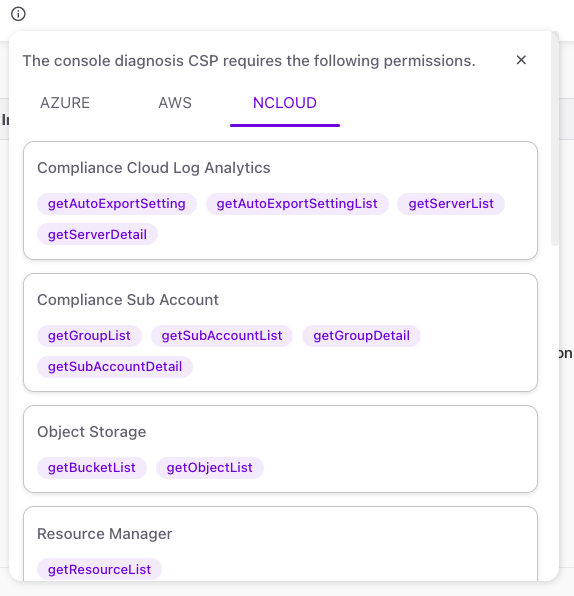 The console diagnosis CSP requires the following permissions.
AZURE AWS NCLOUD
Compliance Cloud Log Analytics
getAutoExportSetting getAutoExportSettingList getServerList
getServerDetail
Compliance Sub Account
getGroupList getSubAccountList getGroupDetail
getSubAccountDetail
Object Storage
getBucketList getObjectList
Resource Manager
getResourceList